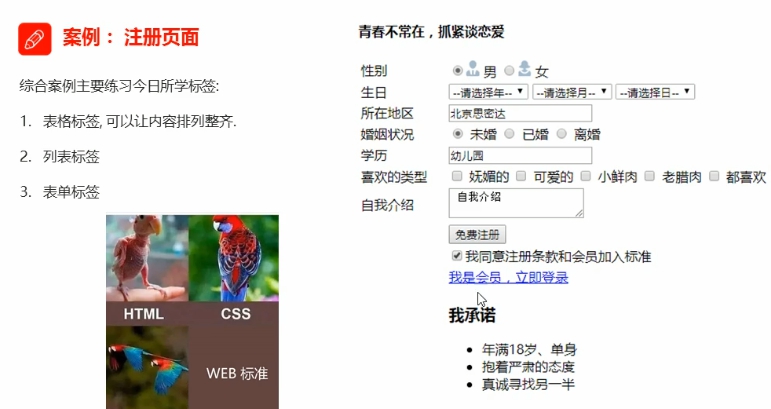 案例： 注册页面
综合案例主要练习今日所学标签:
1. 表格标签, 可以让内容排列整齐.
2. 列表标签
3. 表单标签
HTML CSS
WEB 标准
青春不常在，抓紧谈恋爱
性别 男 女
生日 --请选择年-- --请选择月-- --请选择日--
所在地区 北京思密达
婚姻状况 未婚 已婚 离婚
学历 幼儿园
喜欢的类型 妩媚的 可爱的 小鲜肉 老腊肉 都喜欢
自我介绍 自我介绍
免费注册
我同意注册条款和会员加入标准
我是会员，立即登录
我承诺
• 年满18岁、单身
• 抱着严肃的态度
• 真诚寻找另一半